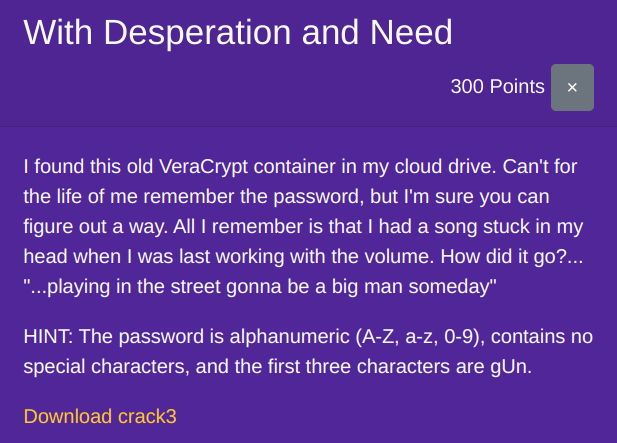 With Desperation and Need
300 Points ×
I found this old VeraCrypt container in my cloud drive. Can't for
the life of me remember the password, but I'm sure you can
figure out a way. All I remember is that I had a song stuck in my
head when I was last working with the volume. How did it go?...
"...playing in the street gonna be a big man someday"
HINT: The password is alphanumeric (A-Z, a-z, 0-9), contains no
special characters, and the first three characters are gUn.
Download crack3